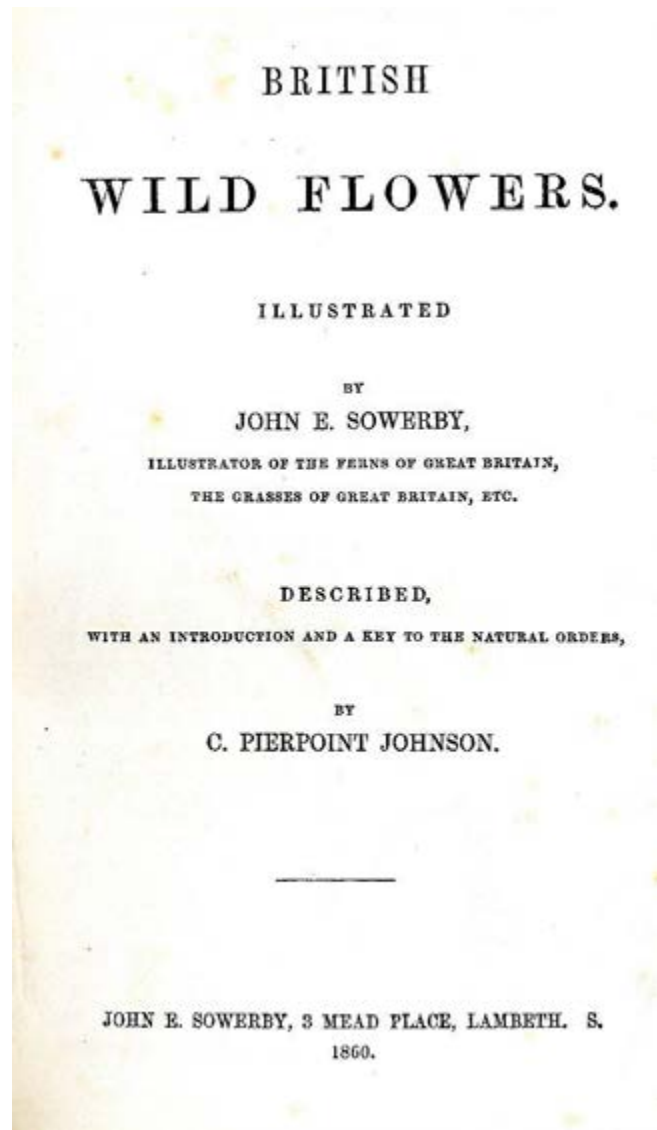 BRITISH
WILD FLOWERS.
ILLUSTRATED
BY
JOHN E. SOWERBY,
ILLUSTRATOR OF THE FERNS OF GREAT BRITAIN,
THE GRASSES OF GREAT BRITAIN, ETC.
DESCRIBED,
WITH AN INTRODUCTION AND A KEY TO THE NATURAL ORDERS,
BY
C. PIERPOINT JOHNSON.
JOHN E. SOWERBY, 3 MEAD PLACE, LAMBETH. S.
1860.